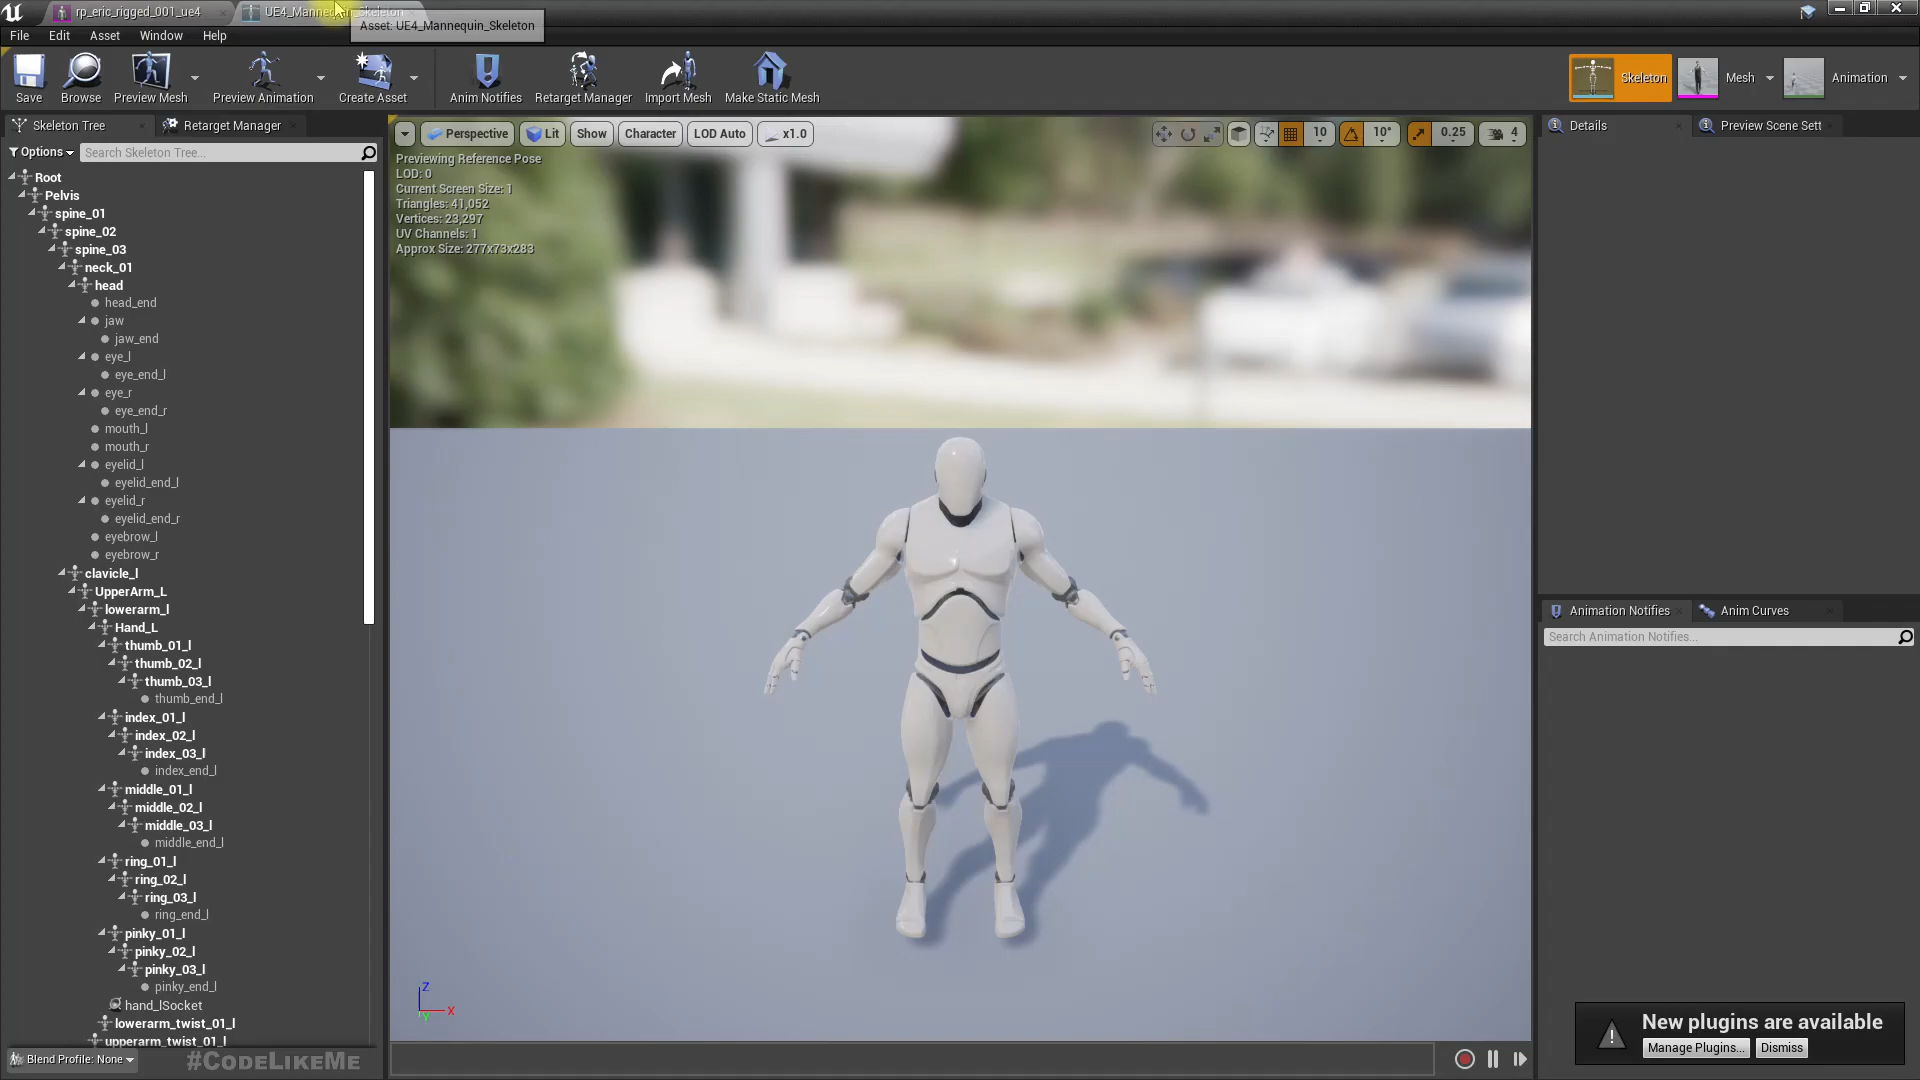 rp_eric_rigged_001_ue4
UE4_Mannequin_Skeleton
Asset: UE4_Mannequin_Skeleton
File Edit Asset Window Help
Save Browse Preview Mesh Preview Animation Create Asset Anim Notifies Retarget Manager Import Mesh Make Static Mesh
Skeleton Mesh Animation
Skeleton Tree Retarget Manager
Options Search Skeleton Tree...
Root
Pelvis
spine_01
spine_02
spine_03
neck_01
head
head_end
jaw
jaw_end
eye_l
eye_end_l
eye_r
eye_end_r
mouth_l
mouth_r
eyelid_l
eyelid_end_l
eyelid_r
eyelid_end_r
eyebrow_l
eyebrow_r
clavicle_l
UpperArm_L
lowerarm_l
Hand_L
thumb_01_l
thumb_02_l
thumb_03_l
thumb_end_l
index_01_l
index_02_l
index_03_l
index_end_l
middle_01_l
middle_02_l
middle_03_l
middle_end_l
ring_01_l
ring_02_l
ring_03_l
ring_end_l
pinky_01_l
pinky_02_l
pinky_03_l
pinky_end_l
hand_lSocket
lowerarm_twist_01_l
upperarm_twist_01_l
Blend Profile: None
#CodeLikeMe
Perspective Lit Show Character LOD Auto x1.0
10 10° 0.25 4
Previewing Reference Pose
LOD: 0
Current Screen Size: 1
Triangles: 41,052
Vertices: 23,297
UV Channels: 1
Approx Size: 277x73x283
Z
X
Y
Details Preview Scene Sett
Animation Notifies Anim Curves
Search Animation Notifies...
New plugins are available
Manage Plugins... Dismiss